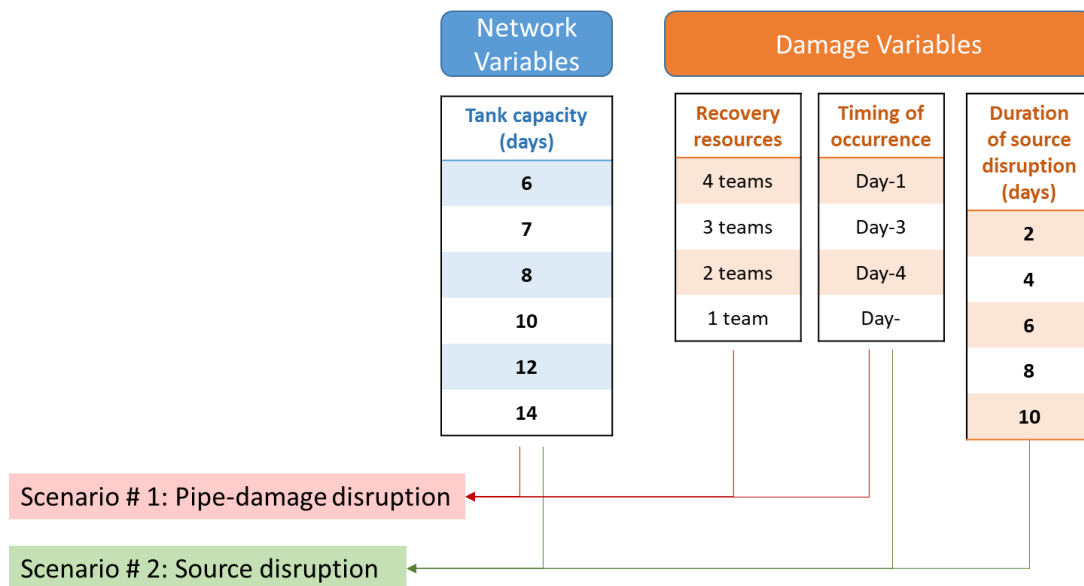 Network
Variables
Damage Variables
Tank capacity
(days)
6
7
8
10
12
14
Recovery
resources
4 teams
3 teams
2 teams
1 team
Timing of
occurrence
Day-1
Day-3
Day-4
Day-
Duration
of source
disruption
(days)
2
4
6
8
10
Scenario # 1: Pipe-damage disruption
Scenario # 2: Source disruption